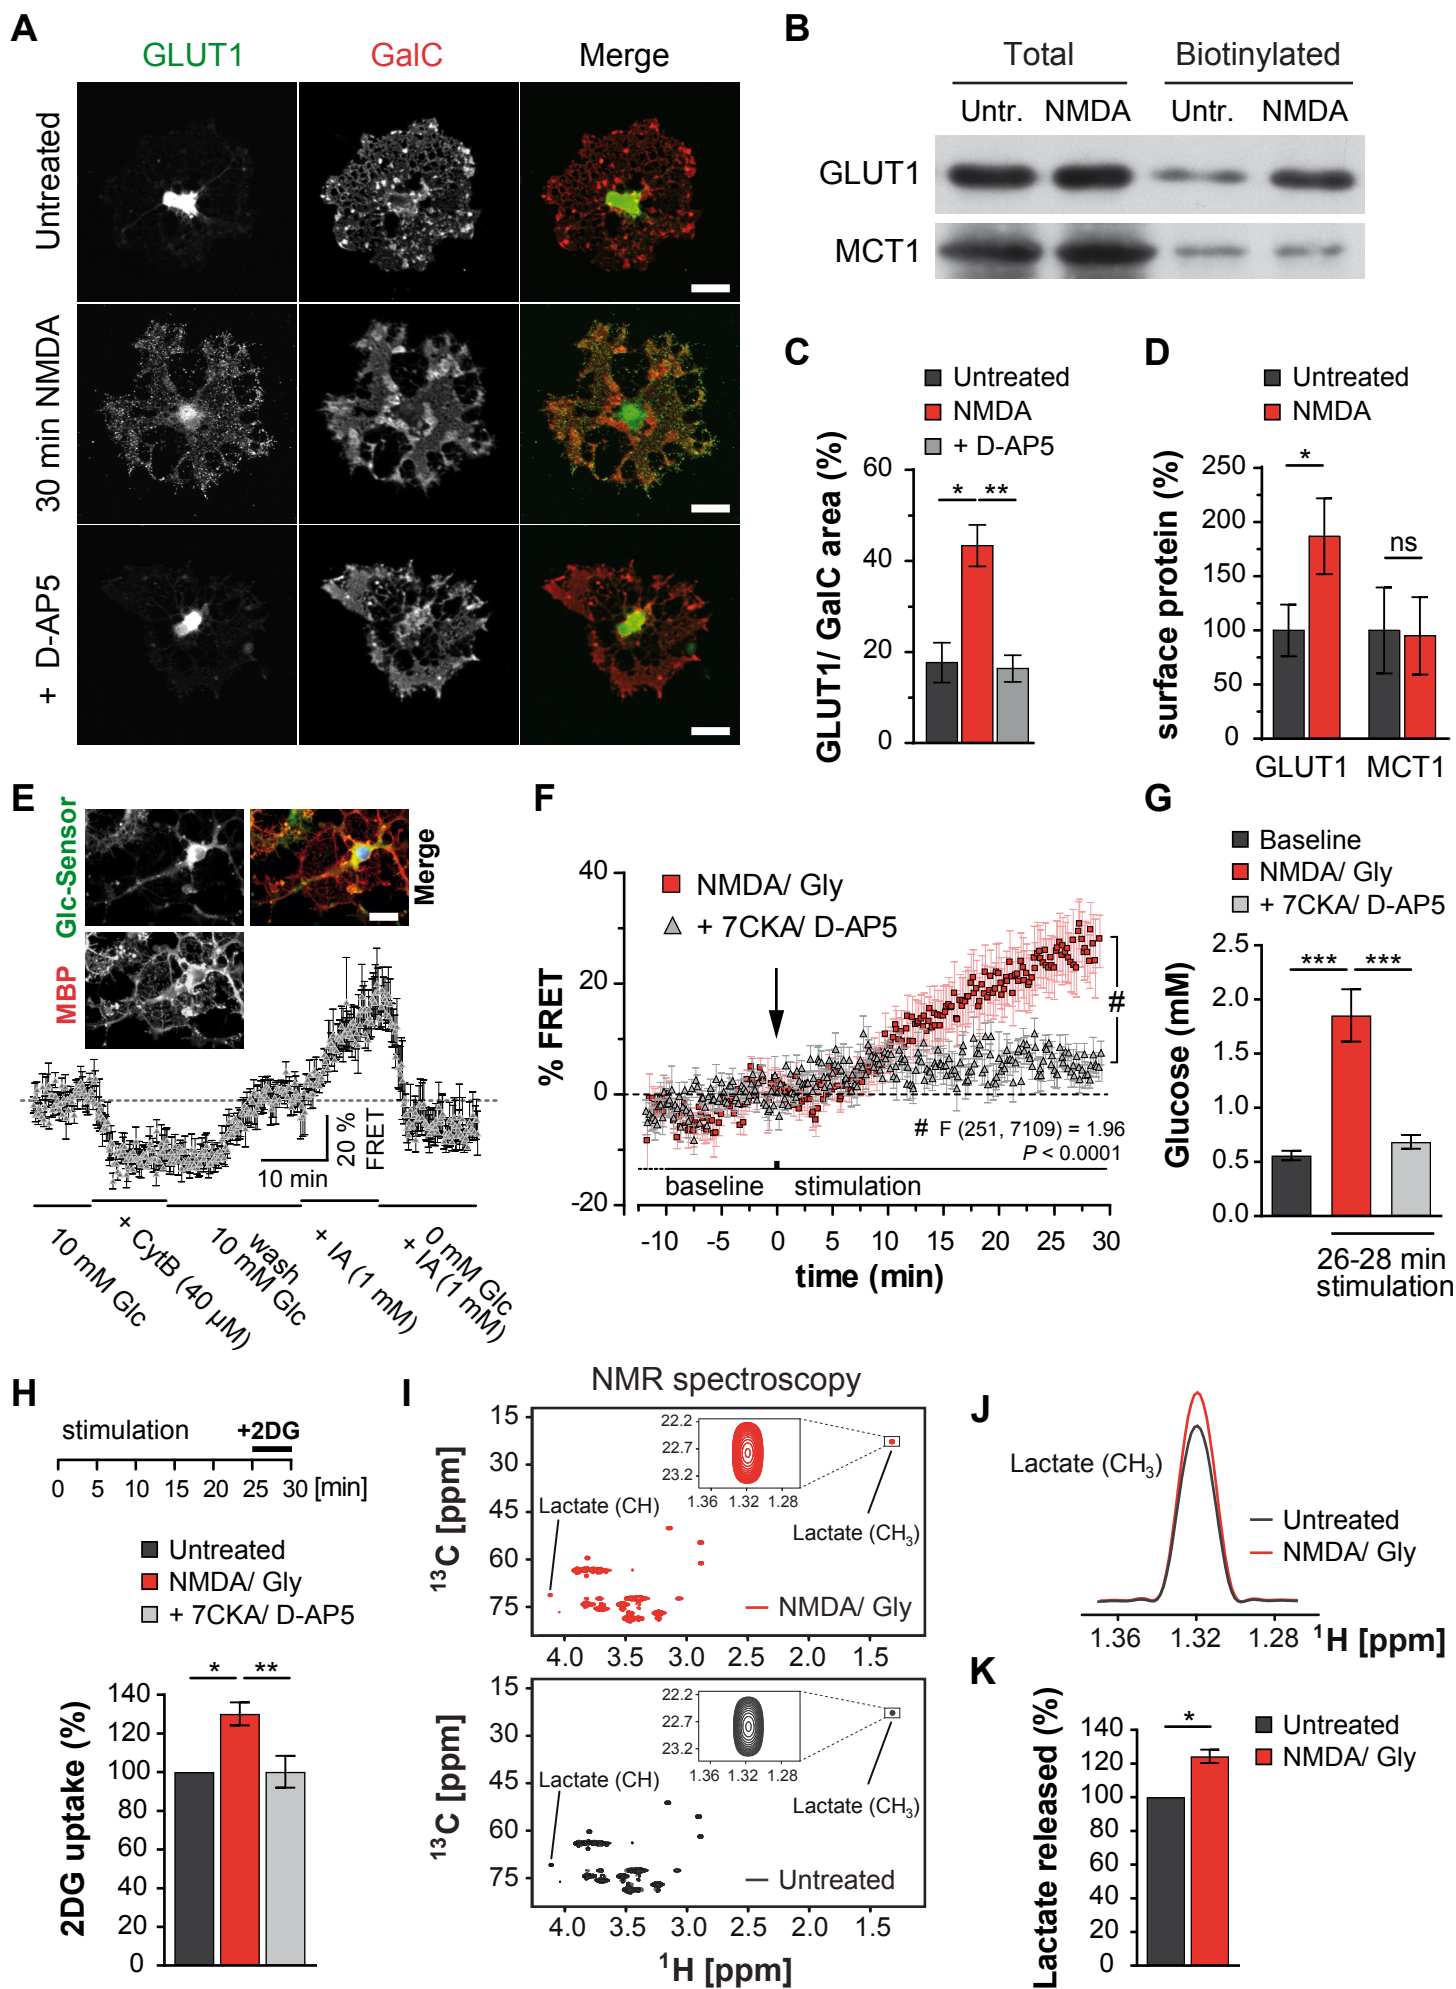 A
GLUT1
GalC
Merge
Untreated
30 min NMDA
+ D-AP5
B
Total
Biotinylated
Untr.
NMDA
Untr.
NMDA
GLUT1
MCT1
C
Untreated
NMDA
+ D-AP5
GLUT1/ GalC area (%)
60
40
20
0
*
**
D
Untreated
NMDA
surface protein (%)
250
200
150
100
50
0
*
ns
GLUT1
MCT1
E
Glc-Sensor
MBP
Merge
20 %
FRET
10 min
10 mM Glc
+ CytB (40 µM)
wash
10 mM Glc
+ IA (1 mM)
0 mM Glc
+ IA (1 mM)
F
NMDA/ Gly
+ 7CKA/ D-AP5
% FRET
40
20
0
-20
#
# F (251, 7109) = 1.96
P < 0.0001
baseline
stimulation
-10 -5 0 5 10 15 20 25 30
time (min)
G
Baseline
NMDA/ Gly
+ 7CKA/ D-AP5
Glucose (mM)
2.5
2.0
1.5
1.0
0.5
0.0
***
***
26-28 min
stimulation
H
stimulation
+2DG
0 5 10 15 20 25 30 [min]
Untreated
NMDA/ Gly
+ 7CKA/ D-AP5
2DG uptake (%)
140
120
100
80
60
40
20
0
*
**
I
NMR spectroscopy
13C [ppm]
15
30
45
60
75
22.2
22.7
23.2
1.36 1.32 1.28
Lactate (CH)
Lactate (CH3)
NMDA/ Gly
4.0 3.5 3.0 2.5 2.0 1.5
13C [ppm]
15
30
45
60
75
22.2
22.7
23.2
1.36 1.32 1.28
Lactate (CH)
Lactate (CH3)
Untreated
4.0 3.5 3.0 2.5 2.0 1.5
1H [ppm]
J
Lactate (CH3)
Untreated
NMDA/ Gly
1.36 1.32 1.28 1H [ppm]
K
Untreated
NMDA/ Gly
Lactate released (%)
140
120
100
80
60
40
20
0
*